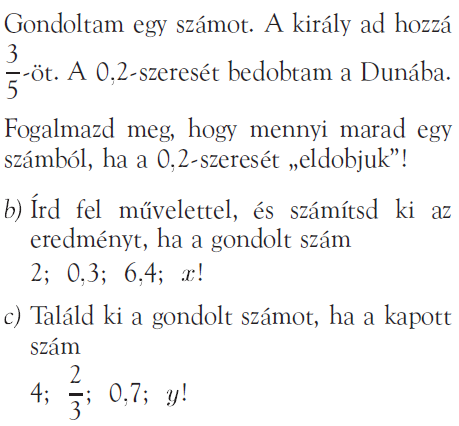 Gondoltam egy számot. A király ad hozzá
3/5-öt. A 0,2-szeresét bedobtam a Dunába.
Fogalmazd meg, hogy mennyi marad egy
számból, ha a 0,2-szeresét „eldobjuk”!
b) Írd fel művelettel, és számítsd ki az
eredményt, ha a gondolt szám
2; 0,3; 6,4; x!
c) Találd ki a gondolt számot, ha a kapott
szám
4; 2/3; 0,7; y!